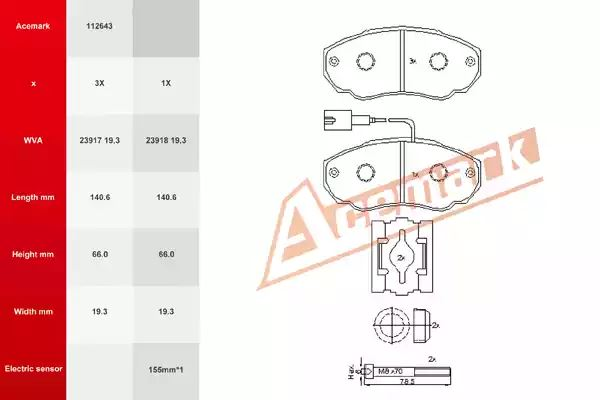 Acemark 112643
x 3X 1X
WVA 23917 19,3 23918 19,3
Length mm 140.6 140.6
Height mm 66.0 66.0
Width mm 19.3 19.3
Electric sensor 155mm*1
3x
1x
Acemark
2x
2x
2x
Hex. 6
M8 x70
78.5